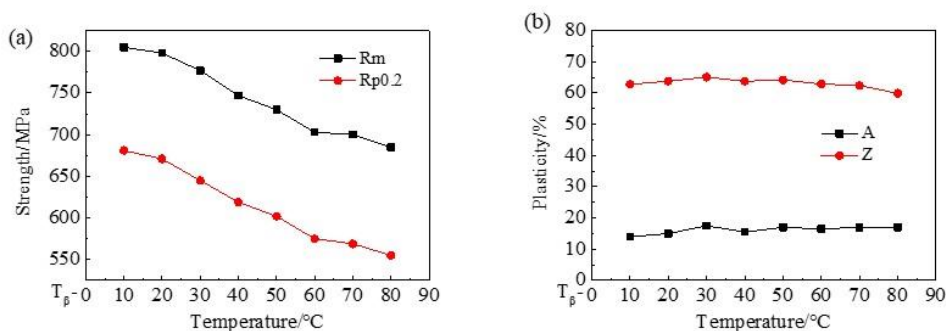 (a)
Strength/MPa
800
750
700
650
600
550
Rm
Rp0.2
Tβ-0 10 20 30 40 50 60 70 80 90
Temperature/°C
(b)
Plasticity/%
80
70
60
50
40
30
20
10
0
A
Z
Tβ-0 10 20 30 40 50 60 70 80 90
Temperature/°C